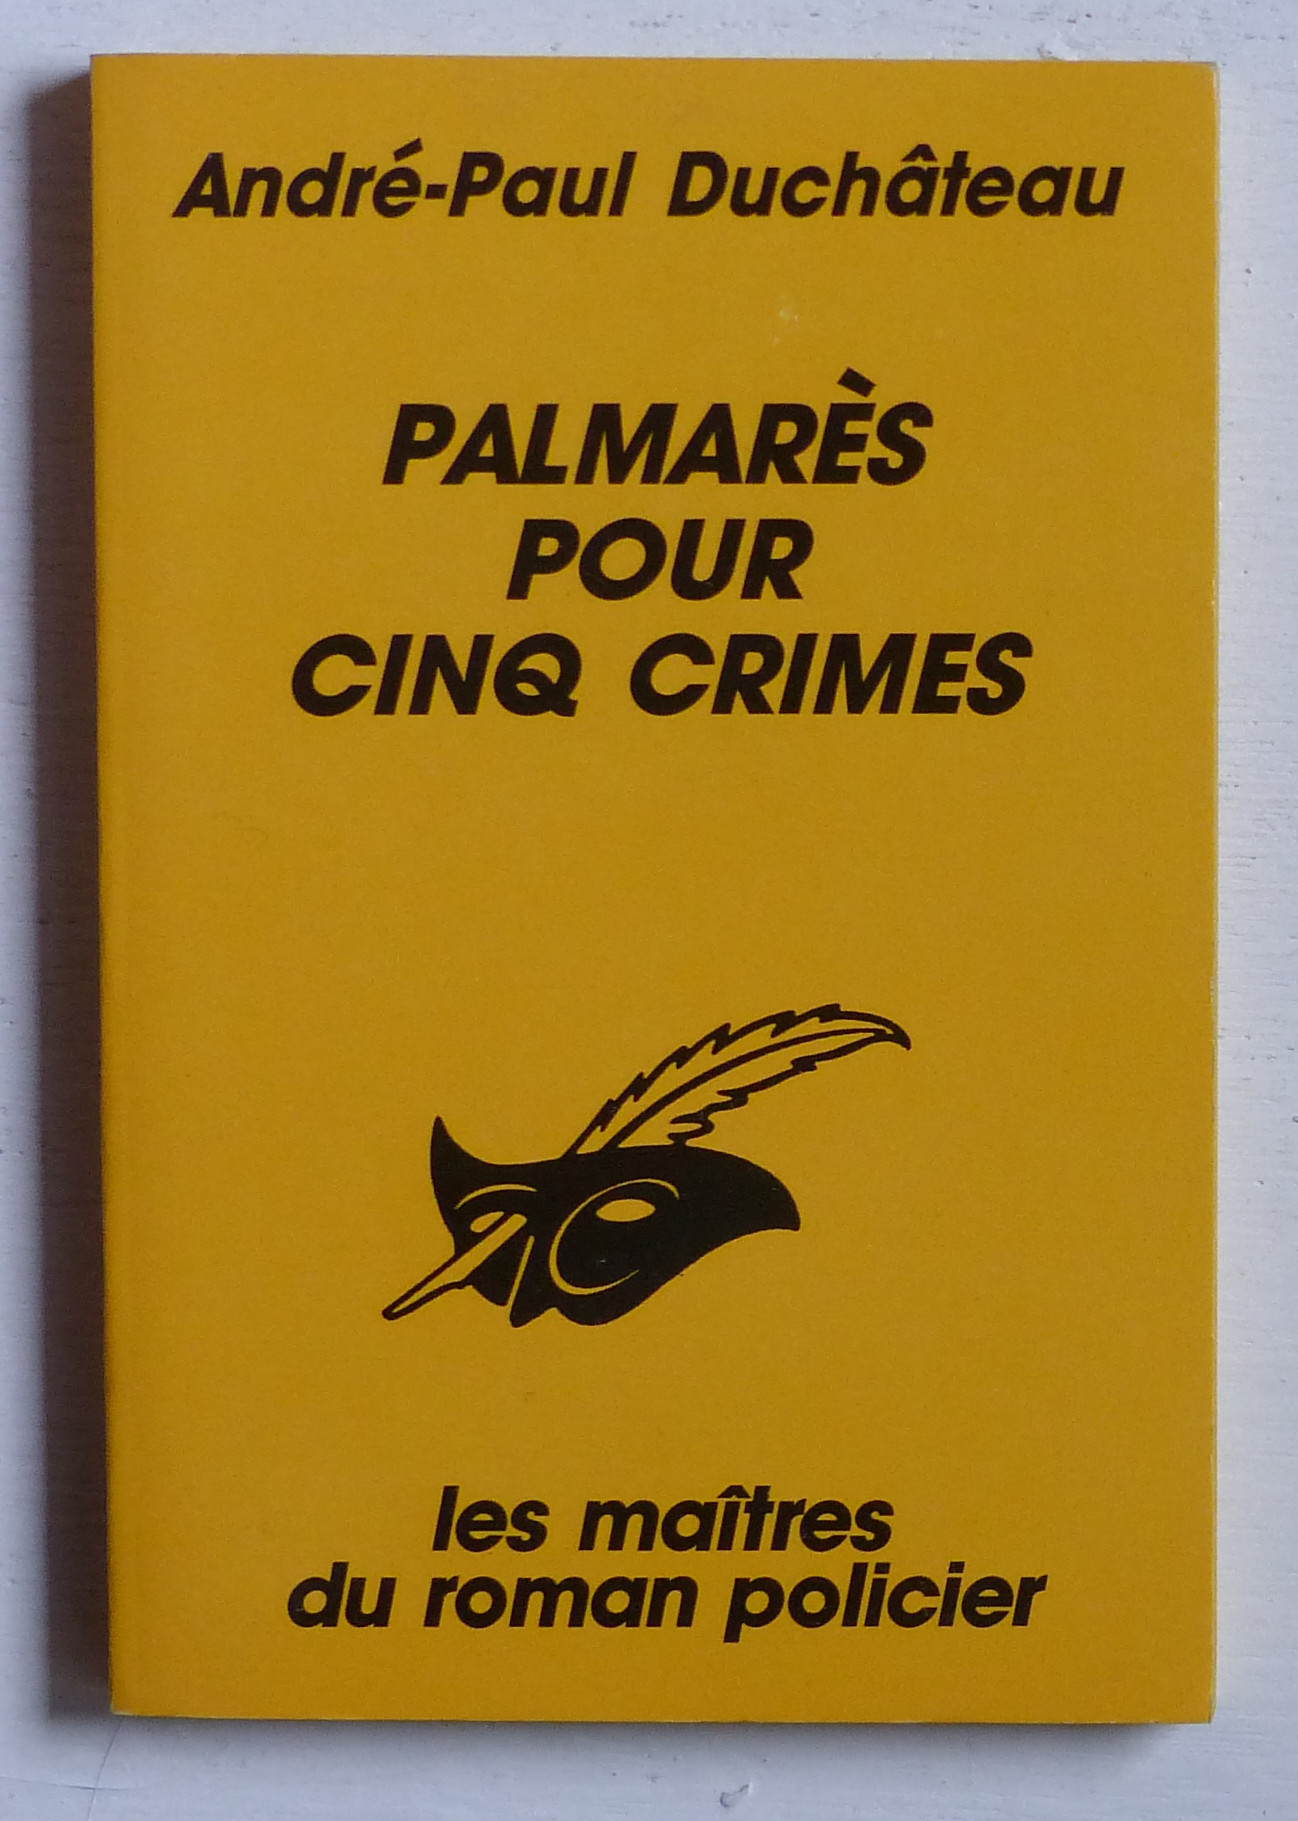 André-Paul Duchâteau
PALMARÈS
POUR
CINQ CRIMES
les maîtres
du roman policier